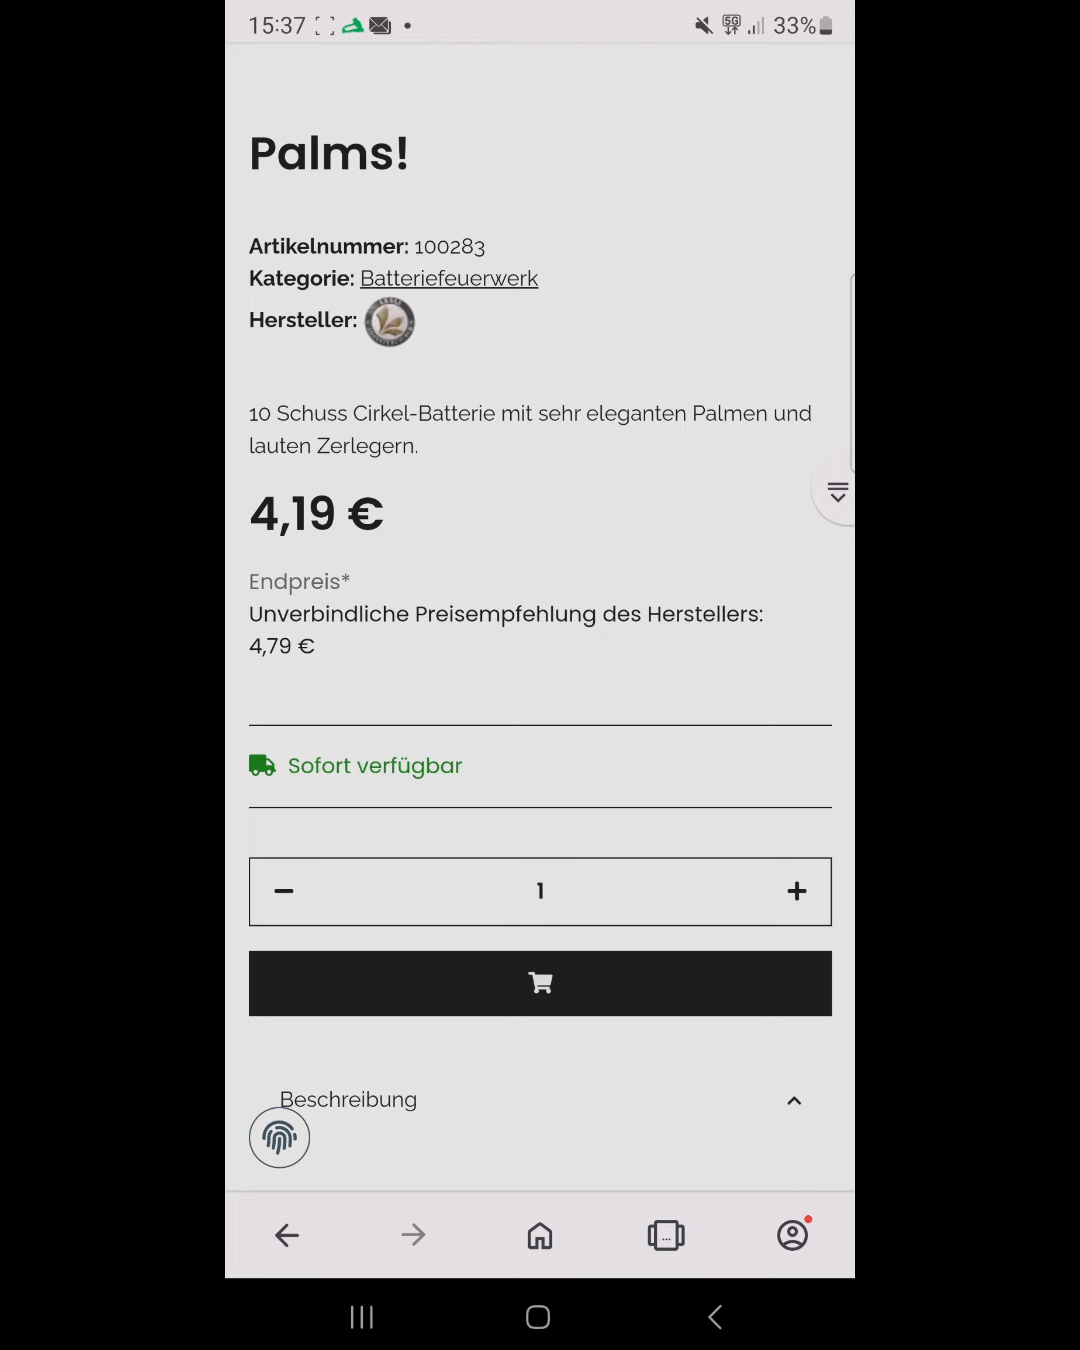 15:37
5G
33%
Palms!
Artikelnummer: 100283
Kategorie: Batteriefeuerwerk
Hersteller:
10 Schuss Cirkel-Batterie mit sehr eleganten Palmen und
lauten Zerlegern.
4,19 €
Endpreis*
Unverbindliche Preisempfehlung des Herstellers:
4,79 €
Sofort verfügbar
1
Beschreibung